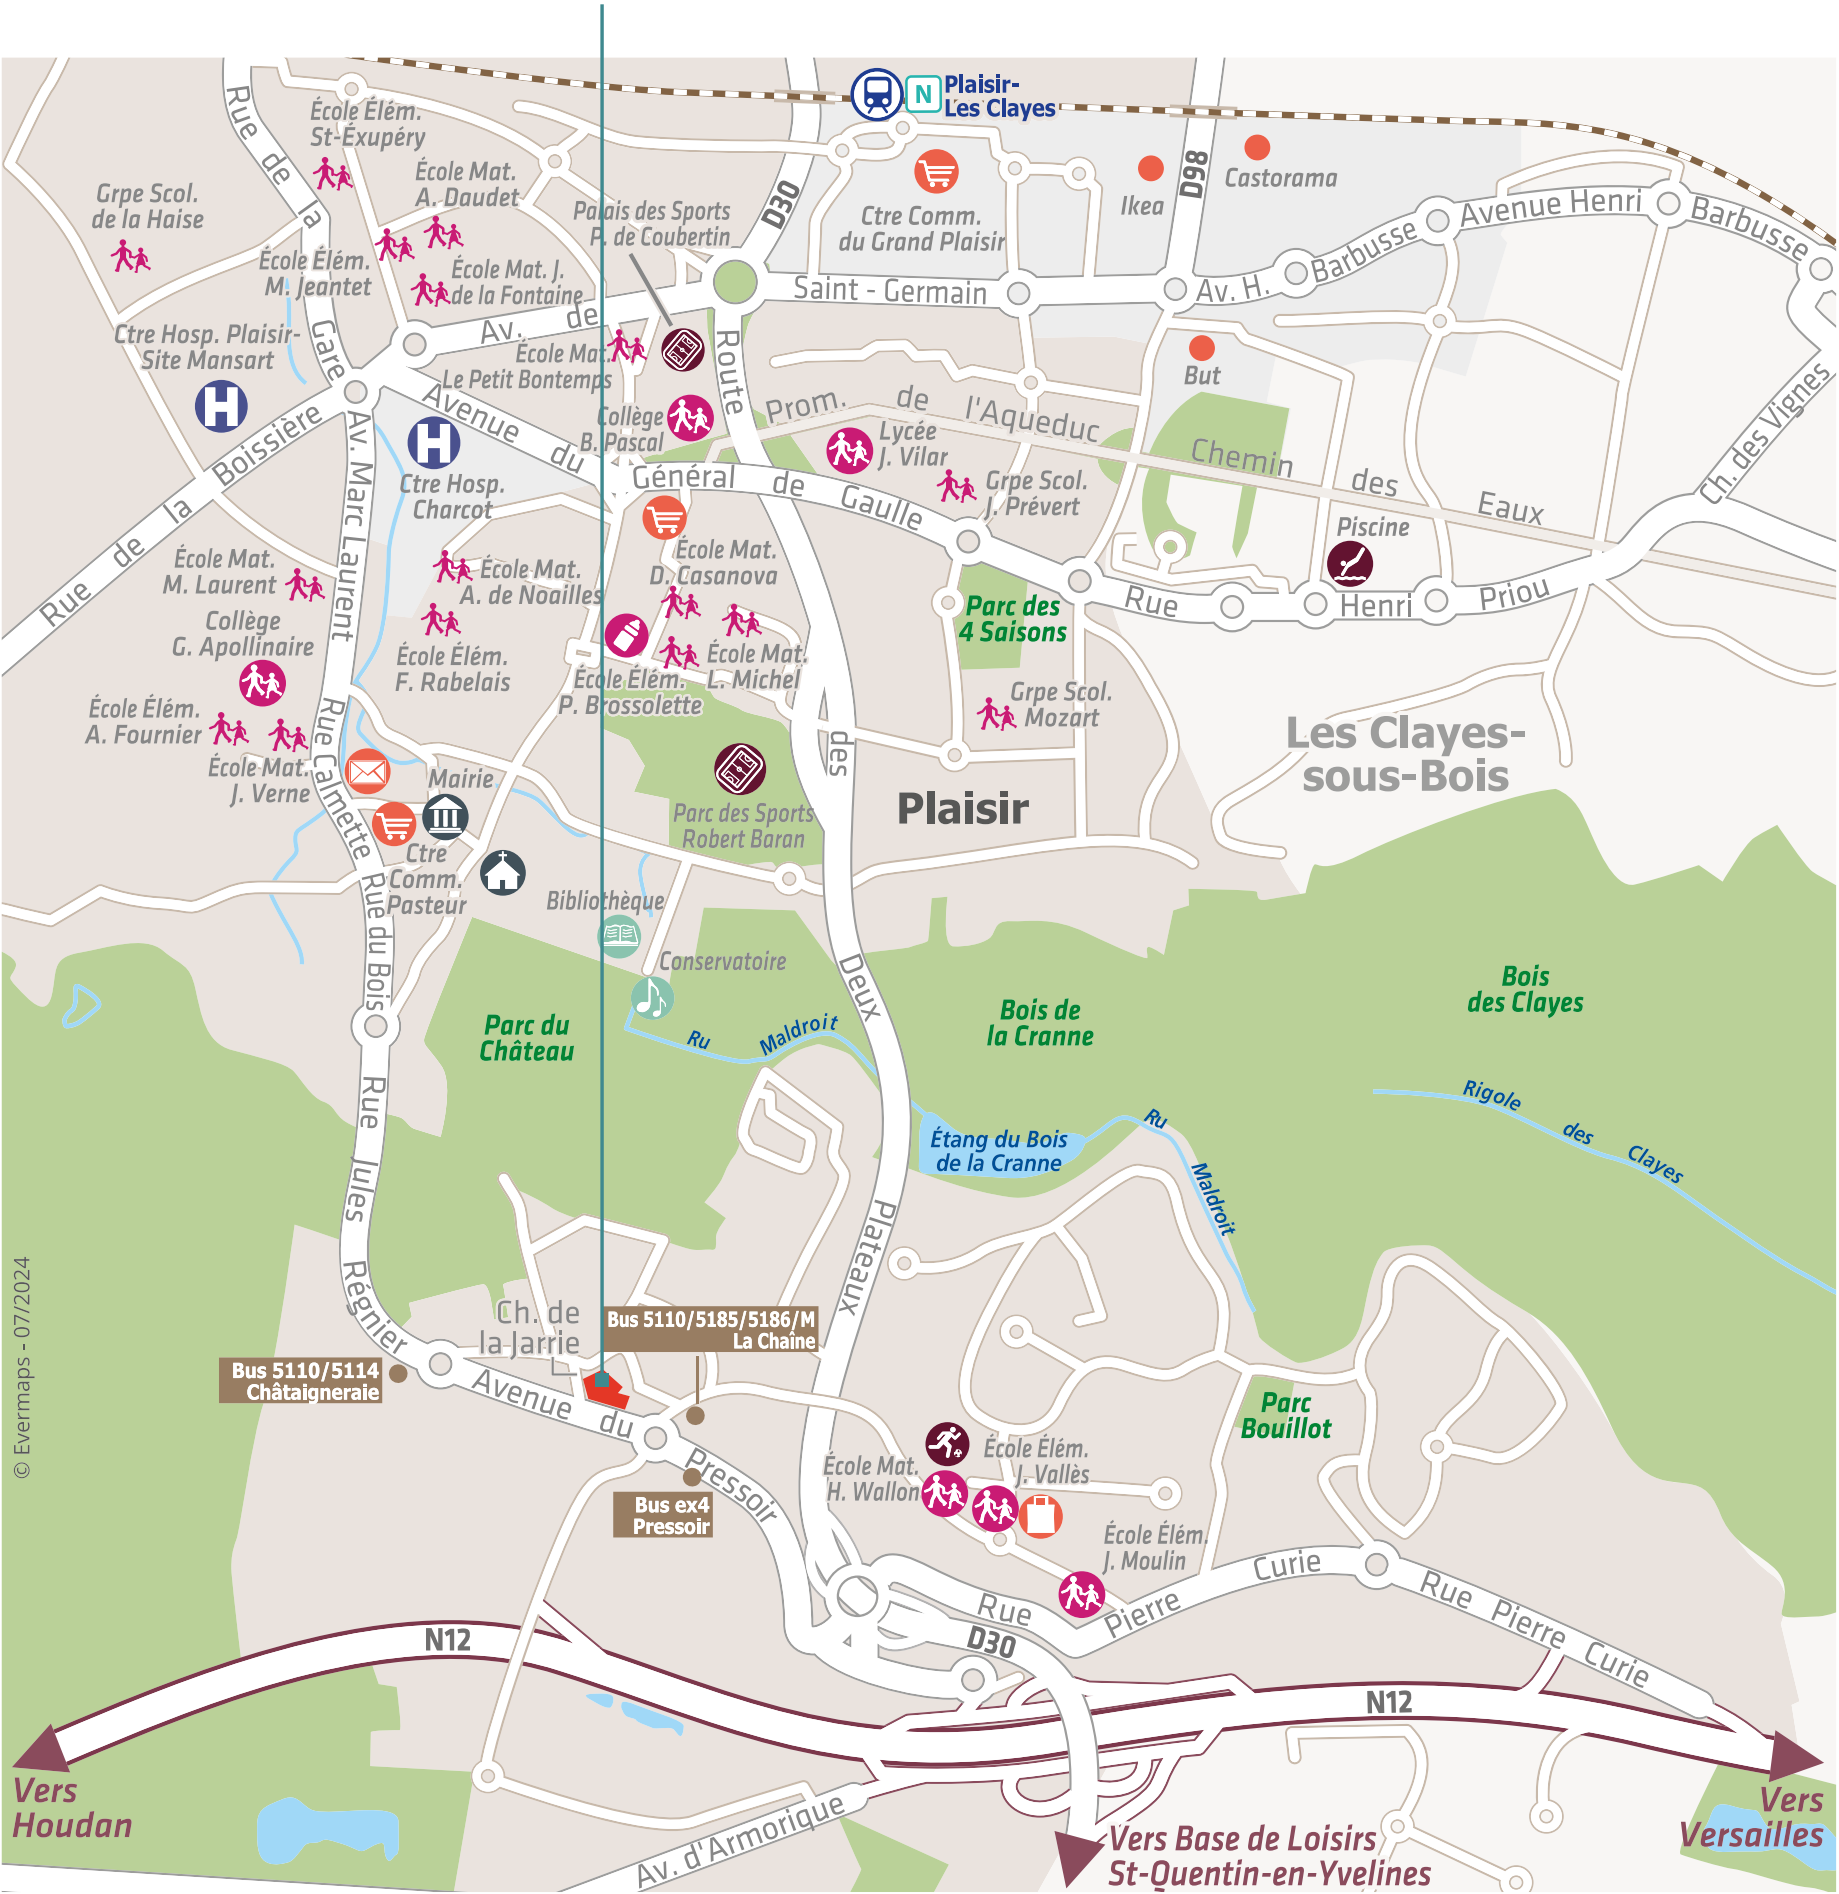 N
Plaisir-
Les Clayes
Rue de la Gare
École Élém.
St-Éxupéry
École Mat.
A. Daudet
Grpe Scol.
de la Haise
École Élém.
M. Jeantet
École Mat. J.
de la Fontaine
Palais des Sports
P. de Coubertin
D30
Ctre Comm.
du Grand Plaisir
Ikea
D98
Castorama
Avenue Henri Barbusse
Av. H. Barbusse
Av. de Saint - Germain
Ctre Hosp. Plaisir-
Site Mansart
H
École Mat.
Le Petit Bontemps
Route des Deux Plateaux
But
Collège
B. Pascal
Prom. de l'Aqueduc
Lycée
J. Vilar
Chemin des Eaux
Ch. des Vignes
Rue de la Boissière
Av. Marc Laurent
H
Ctre Hosp.
Charcot
Avenue du Général de Gaulle
Grpe Scol.
J. Prévert
Piscine
École Mat.
M. Laurent
École Mat.
A. de Noailles
École Mat.
D. Casanova
Rue Henri Priou
Parc des
4 Saisons
Collège
G. Apollinaire
École Élém.
F. Rabelais
École Élém.
P. Brossolette
École Mat.
L. Michel
Grpe Scol.
Mozart
École Élém.
A. Fournier
École Mat.
J. Verne
Rue Calmette
Mairie
Les Clayes-
sous-Bois
Plaisir
Parc des Sports
Robert Baran
Ctre
Comm.
Pasteur
Rue du Bois
Bibliothèque
Conservatoire
Parc du
Château
Ru Maldroit
Bois de
la Cranne
Bois
des Clayes
Rigole des Clayes
Étang du Bois
de la Cranne
Ru Maldroit
Rue Jules Régnier
Ch. de
la Jarrie
Bus 5110/5185/5186/M
La Chaîne
Bus 5110/5114
Châtaigneraie
Avenue du Pressoir
Bus ex4
Pressoir
Parc
Bouillot
École Mat.
H. Wallon
École Élém.
J. Vallès
École Élém.
J. Moulin
Rue Pierre Curie
Rue Pierre Curie
D30
N12
N12
Vers
Houdan
Av. d'Armorique
Vers Base de Loisirs
St-Quentin-en-Yvelines
Vers
Versailles
© Evermaps - 07/2024